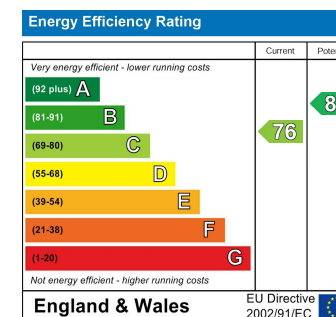 Energy Efficiency Rating
Current
Very energy efficient - lower running costs
(92 plus) A
(81-91) B
(69-80) C
76
(55-68) D
(39-54) E
(21-38) F
(1-20) G
Not energy efficient - higher running costs
England & Wales
EU Directive
2002/91/EC